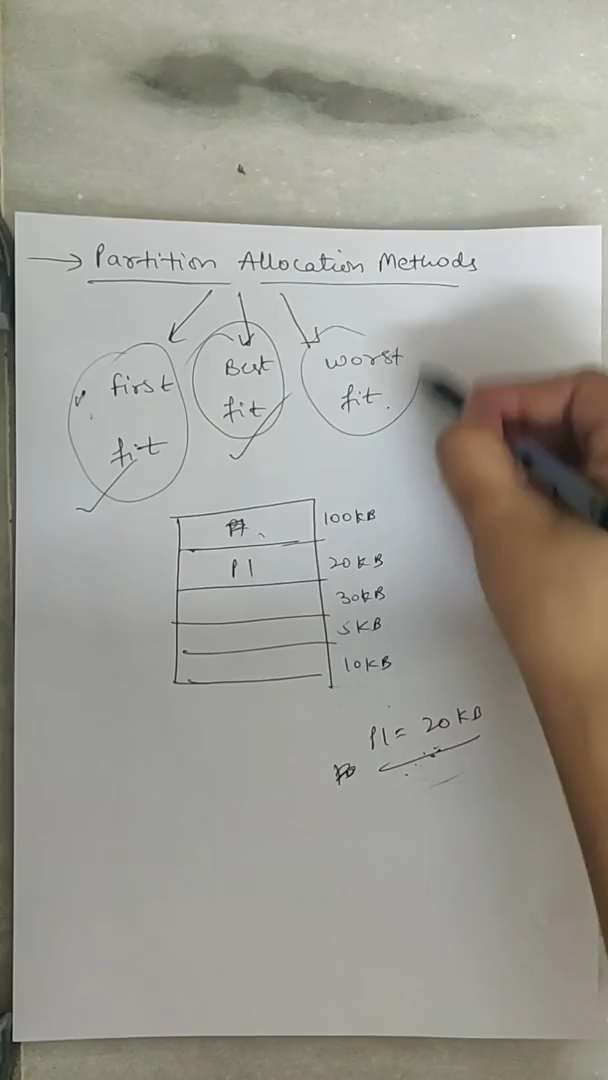 → Partition Allocation Methods
First fit
Best fit
Worst fit.
100KB
P1 20KB
30KB
5KB
10KB
P1 = 20KB